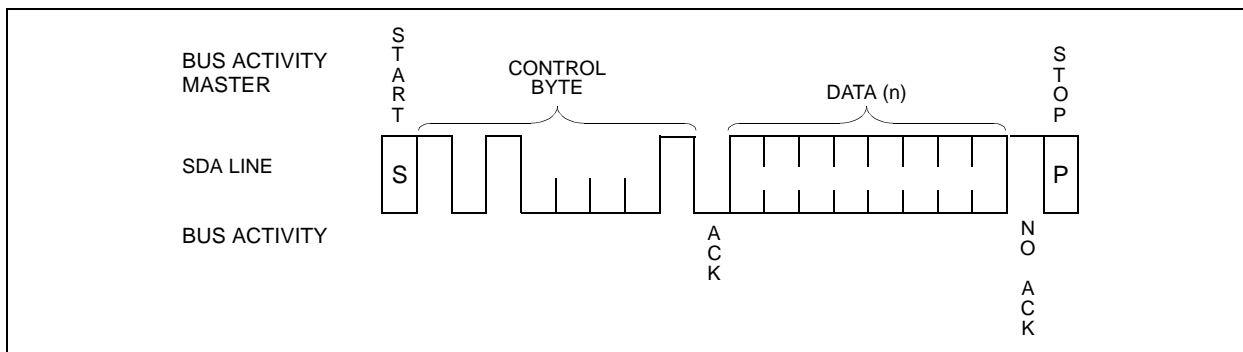 BUS ACTIVITY
MASTER
START
CONTROL
BYTE
DATA (n)
STOP
SDA LINE
S
P
BUS ACTIVITY
ACK
NO ACK